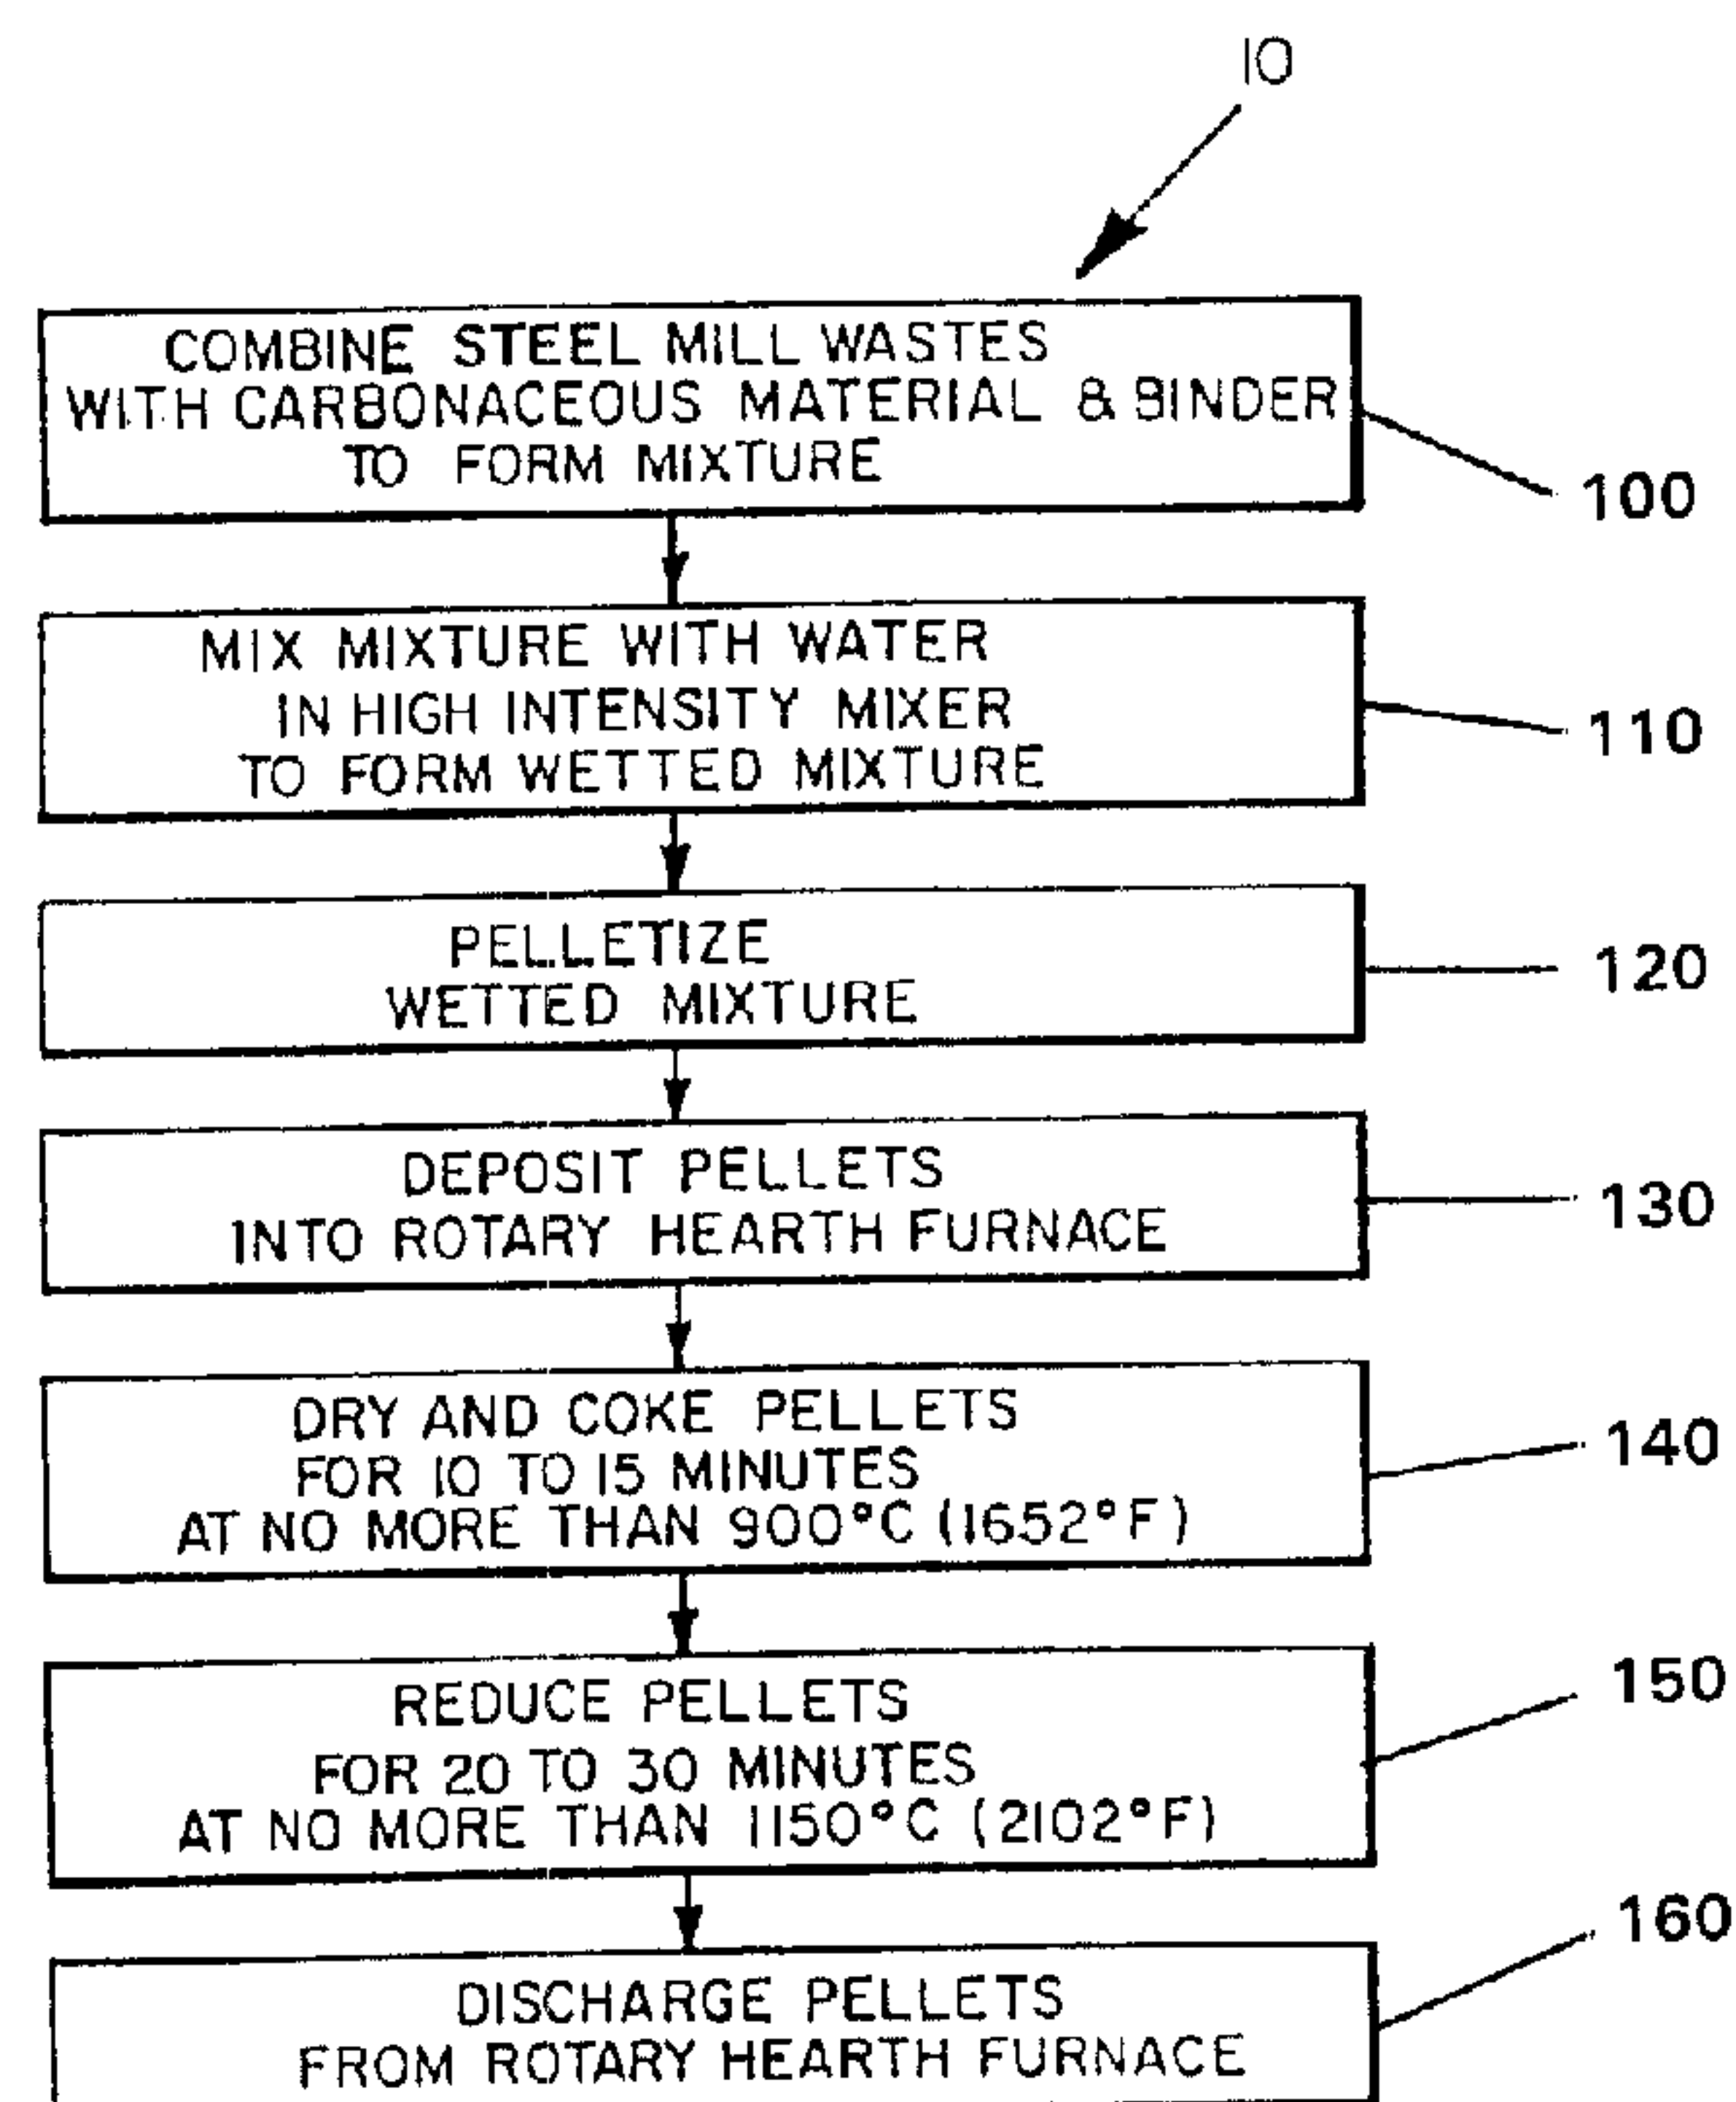 10
COMBINE STEEL MILL WASTES
WITH CARBONACEOUS MATERIAL & BINDER
TO FORM MIXTURE
100
MIX MIXTURE WITH WATER
IN HIGH INTENSITY MIXER
TO FORM WETTED MIXTURE
110
PELLETIZE
WETTED MIXTURE
120
DEPOSIT PELLETS
INTO ROTARY HEARTH FURNACE
130
DRY AND COKE PELLETS
FOR 10 TO 15 MINUTES
AT NO MORE THAN 900°C (1652°F)
140
REDUCE PELLETS
FOR 20 TO 30 MINUTES
AT NO MORE THAN 1150°C (2102°F)
150
DISCHARGE PELLETS
FROM ROTARY HEARTH FURNACE
160